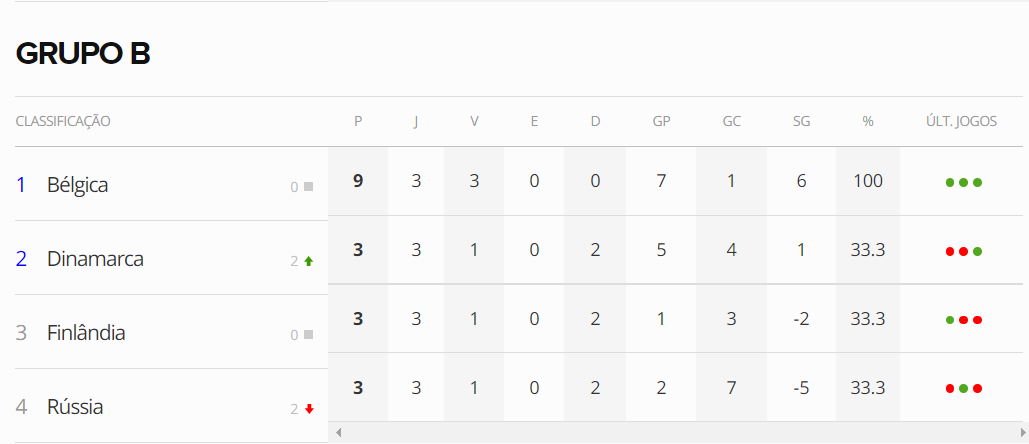 GRUPO B
CLASSIFICAÇÃO P J V E D GP GC SG % ÚLT. JOGOS
1 Bélgica 0 9 3 3 0 0 7 1 6 100
2 Dinamarca 2 3 3 1 0 2 5 4 1 33.3
3 Finlândia 0 3 3 1 0 2 1 3 -2 33.3
4 Rússia 2 3 3 1 0 2 2 7 -5 33.3